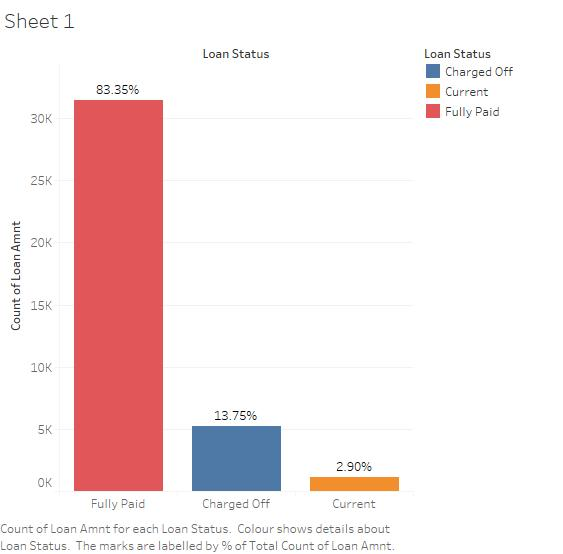 Sheet 1
Loan Status
Loan Status
Charged Off
Current
Fully Paid
83.35%
30K
25K
20K
15K
10K
5K
0K
Count of Loan Amnt
13.75%
2.90%
Fully Paid
Charged Off
Current
Count of Loan Amnt for each Loan Status. Colour shows details about
Loan Status. The marks are labelled by % of Total Count of Loan Amnt.